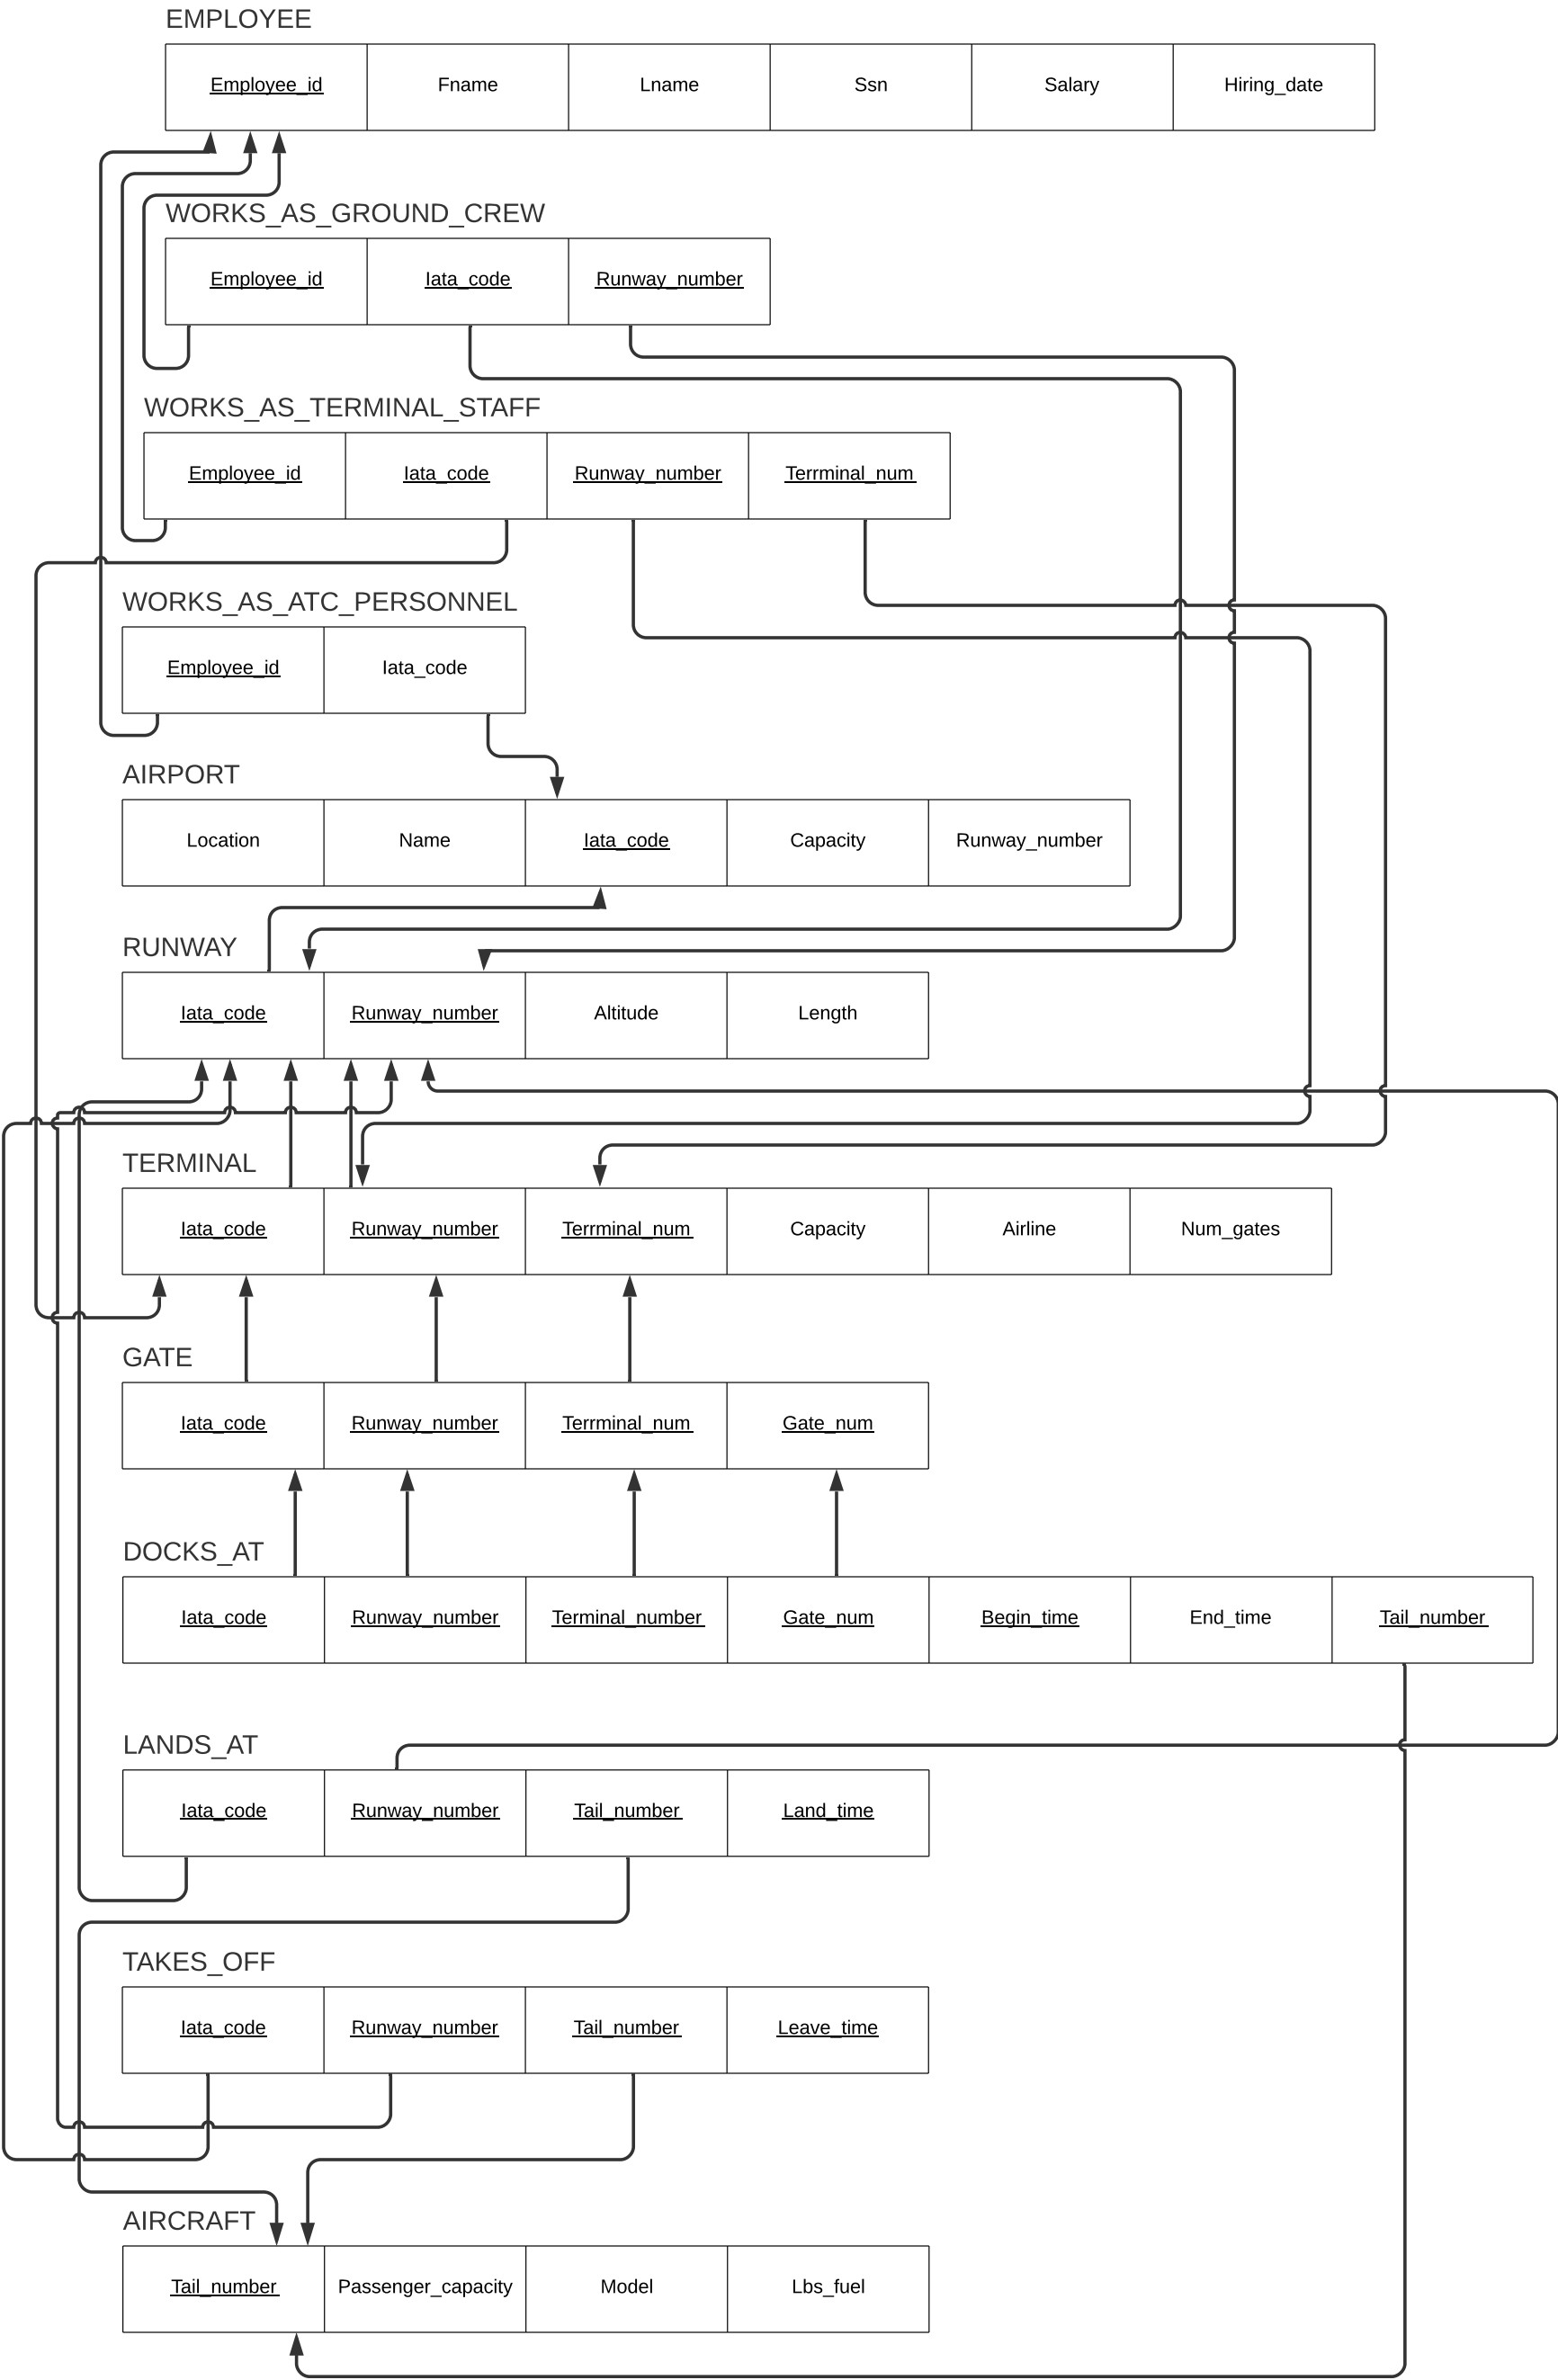 EMPLOYEE
Employee_id Fname Lname Ssn Salary Hiring_date
WORKS_AS_GROUND_CREW
Employee_id Iata_code Runway_number
WORKS_AS_TERMINAL_STAFF
Employee_id Iata_code Runway_number Terrminal_num
WORKS_AS_ATC_PERSONNEL
Employee_id Iata_code
AIRPORT
Location Name Iata_code Capacity Runway_number
RUNWAY
Iata_code Runway_number Altitude Length
TERMINAL
Iata_code Runway_number Terrminal_num Capacity Airline Num_gates
GATE
Iata_code Runway_number Terrminal_num Gate_num
DOCKS_AT
Iata_code Runway_number Terminal_number Gate_num Begin_time End_time Tail_number
LANDS_AT
Iata_code Runway_number Tail_number Land_time
TAKES_OFF
Iata_code Runway_number Tail_number Leave_time
AIRCRAFT
Tail_number Passenger_capacity Model Lbs_fuel